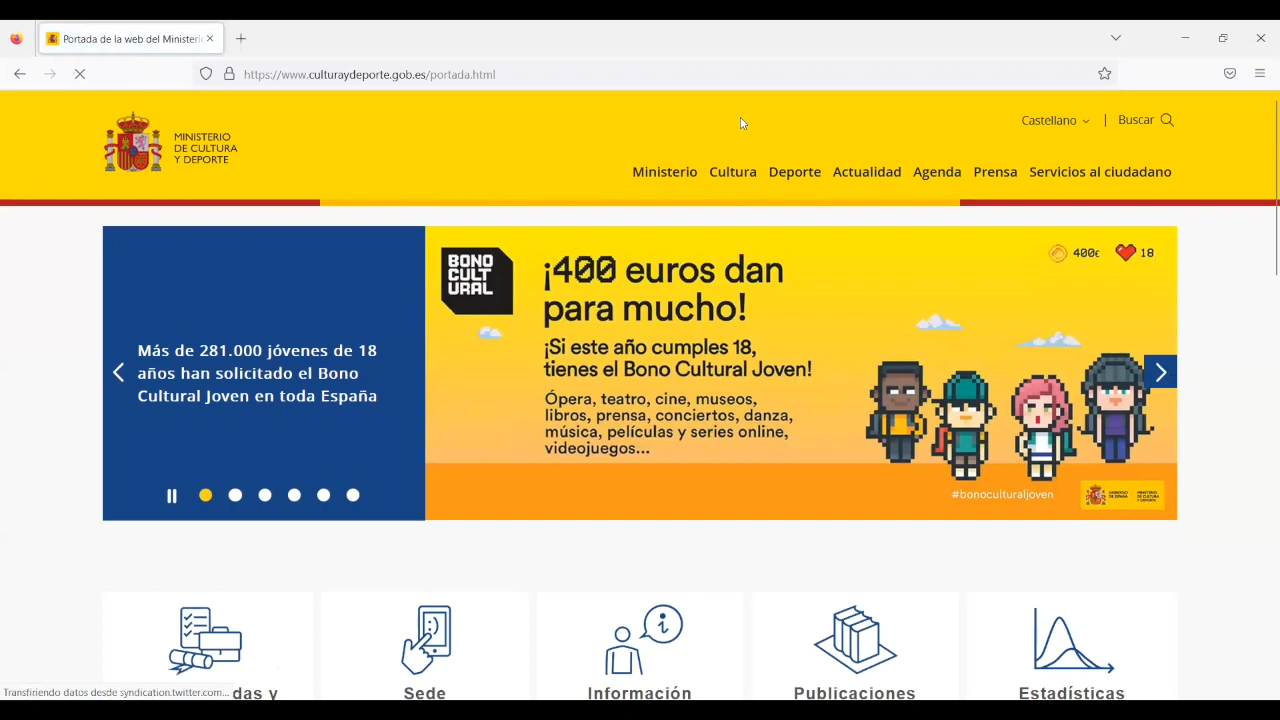 Portada de la web del Ministeri
https://www.culturaydeporte.gob.es/portada.html
MINISTERIO
DE CULTURA
Y DEPORTE
Castellano | Buscar
Ministerio Cultura Deporte Actualidad Agenda Prensa Servicios al ciudadano
Más de 281.000 jóvenes de 18
años han solicitado el Bono
Cultural Joven en toda España
BONO
CULT
URAL
¡400 euros dan
para mucho!
¡Si este año cumples 18,
tienes el Bono Cultural Joven!
Ópera, teatro, cine, museos,
libros, prensa, conciertos, danza,
música, películas y series online,
videojuegos...
400€ 18
#bonoculturaljoven
GOBIERNO
DE ESPAÑA
MINISTERIO
DE CULTURA
Y DEPORTE
Transfiriendo datos desde syndication.twitter.com...
das y
Sede
Información
Publicaciones
Estadísticas